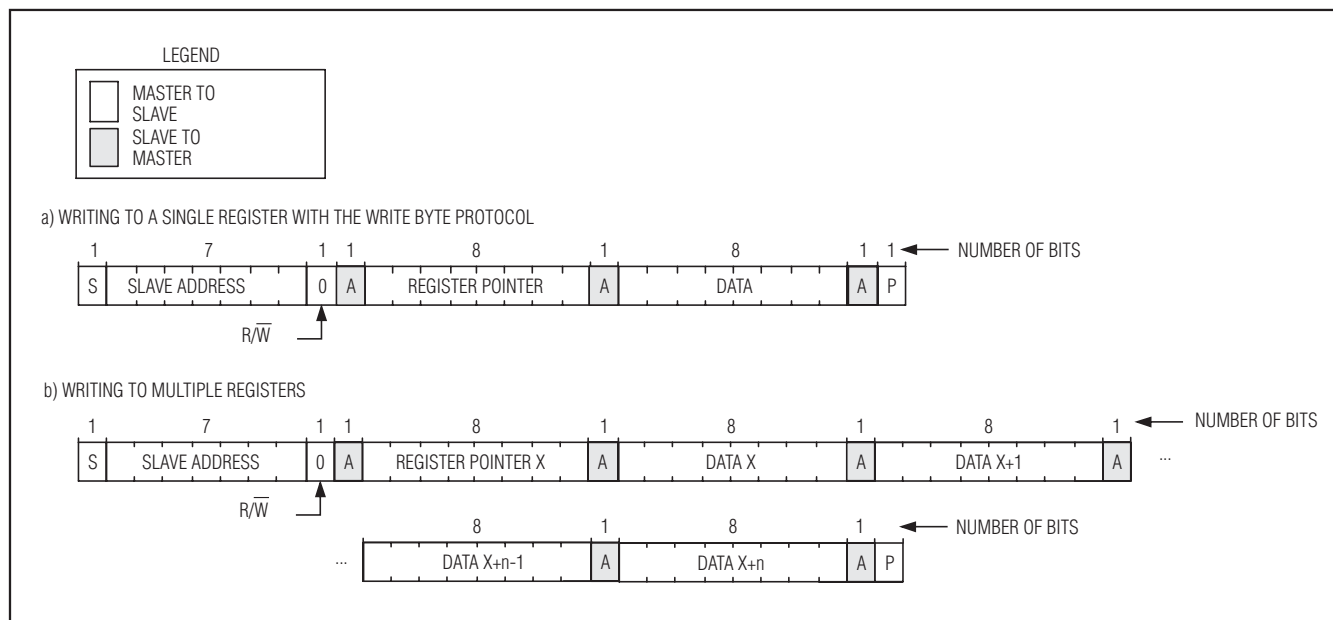 LEGEND
MASTER TO
SLAVE
SLAVE TO
MASTER
a) WRITING TO A SINGLE REGISTER WITH THE WRITE BYTE PROTOCOL
1 7 1 1 8 1 8 1 1 NUMBER OF BITS
S SLAVE ADDRESS 0 A REGISTER POINTER A DATA A P
R/W̅
b) WRITING TO MULTIPLE REGISTERS
1 7 1 1 8 1 8 1 8 1 NUMBER OF BITS
S SLAVE ADDRESS 0 A REGISTER POINTER X A DATA X A DATA X+1 A ...
R/W̅
8 1 8 1 NUMBER OF BITS
... DATA X+n-1 A DATA X+n A P